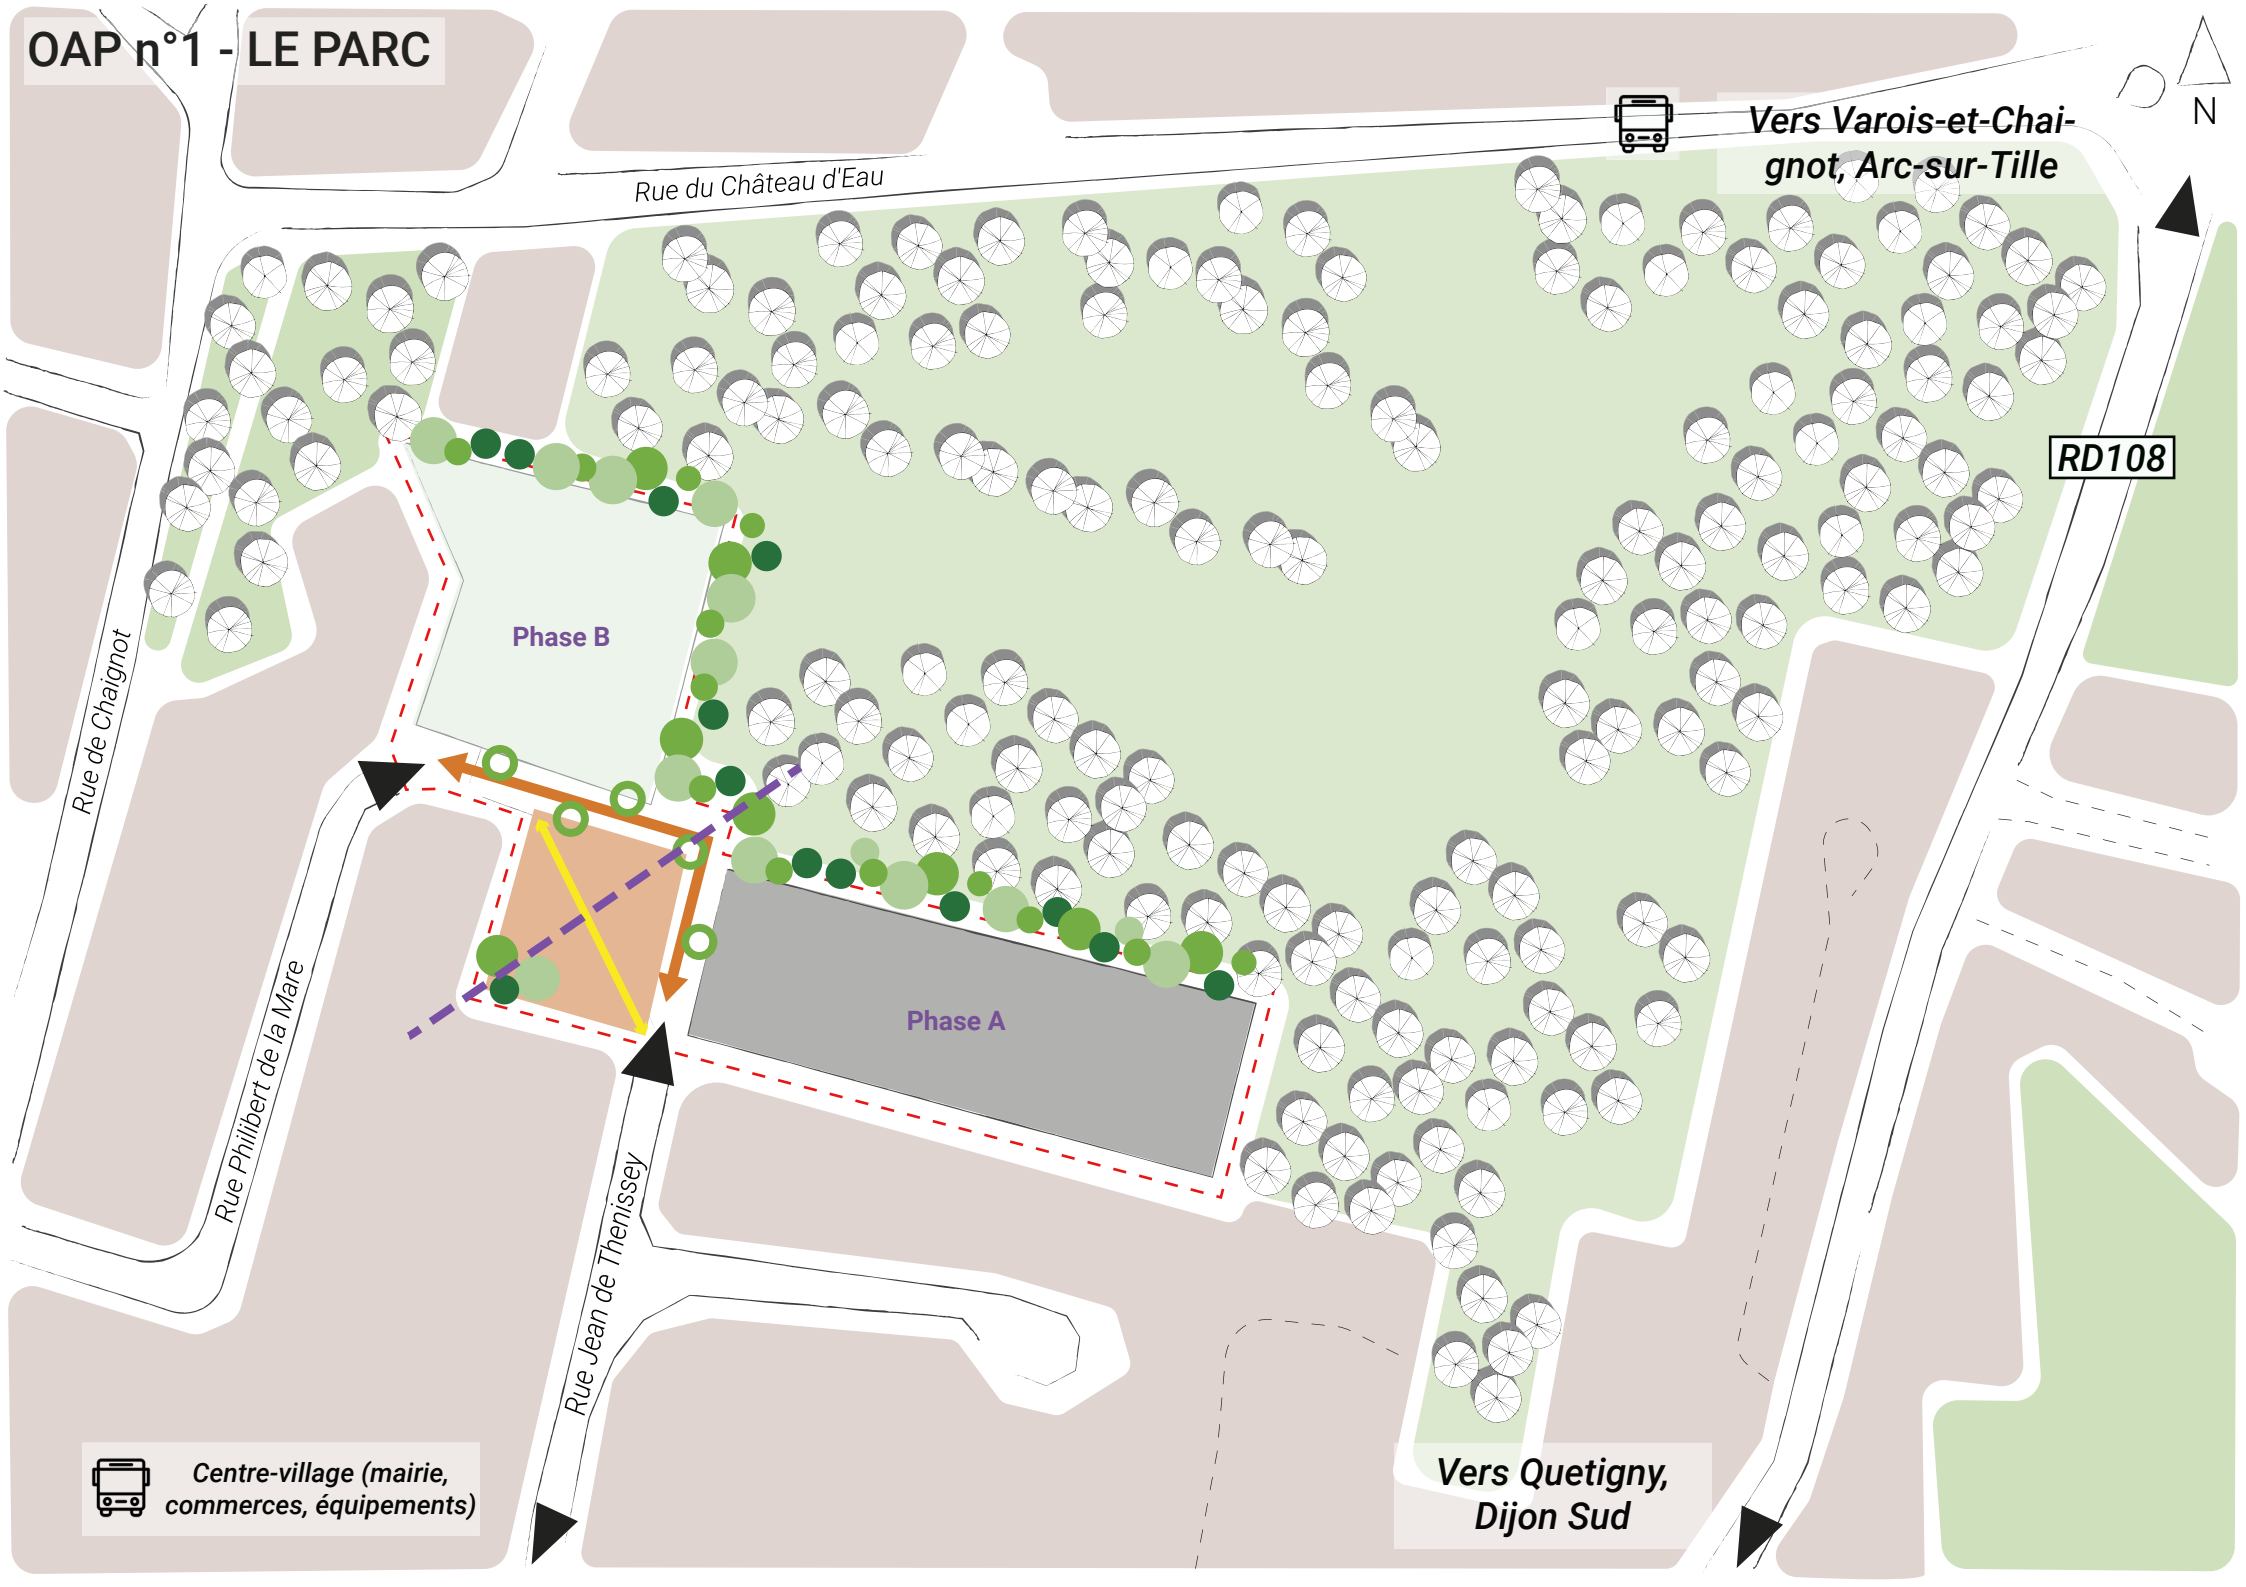 OAP n°1 - LE PARC
Vers Varois-et-Chai-
gnot, Arc-sur-Tille
N
Rue du Château d'Eau
RD108
Phase B
Rue de Chaignot
Phase A
Rue Philibert de la Mare
Rue Jean de Thenissey
Centre-village (mairie,
commerces, équipements)
Vers Quetigny,
Dijon Sud